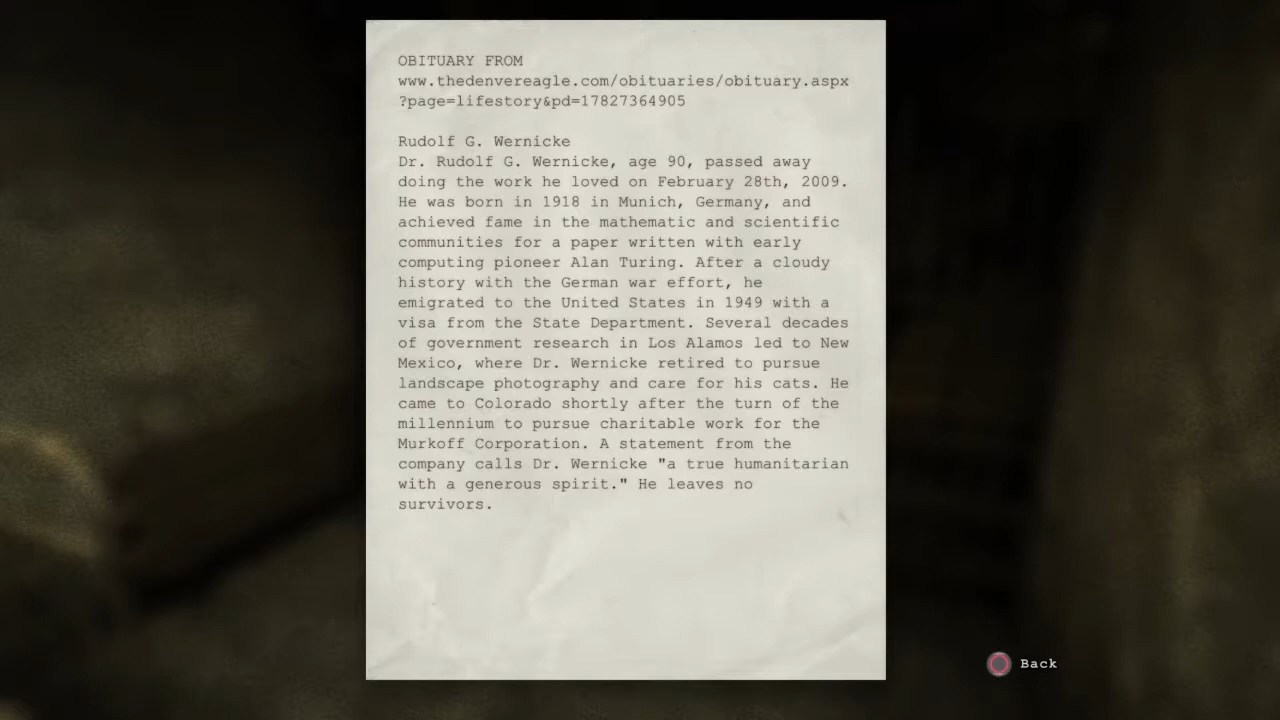 OBITUARY FROM
www.thedenvereagle.com/obituaries/obituary.aspx
?page=lifestory&pd=17827364905
Rudolf G. Wernicke
Dr. Rudolf G. Wernicke, age 90, passed away
doing the work he loved on February 28th, 2009.
He was born in 1918 in Munich, Germany, and
achieved fame in the mathematic and scientific
communities for a paper written with early
computing pioneer Alan Turing. After a cloudy
history with the German war effort, he
emigrated to the United States in 1949 with a
visa from the State Department. Several decades
of government research in Los Alamos led to New
Mexico, where Dr. Wernicke retired to pursue
landscape photography and care for his cats. He
came to Colorado shortly after the turn of the
millennium to pursue charitable work for the
Murkoff Corporation. A statement from the
company calls Dr. Wernicke "a true humanitarian
with a generous spirit." He leaves no
survivors.
Back